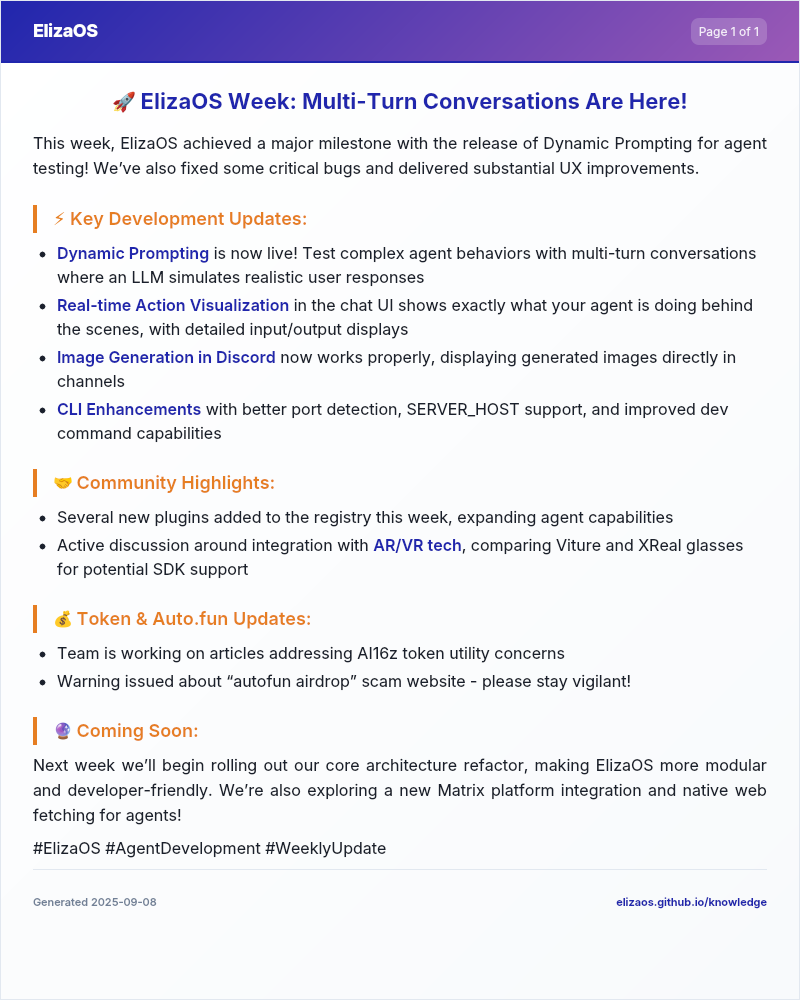 ElizaOS
Page 1 of 1
🚀 ElizaOS Week: Multi-Turn Conversations Are Here!
This week, ElizaOS achieved a major milestone with the release of Dynamic Prompting for agent
testing! We’ve also fixed some critical bugs and delivered substantial UX improvements.
⚡ Key Development Updates:
• Dynamic Prompting is now live! Test complex agent behaviors with multi-turn conversations
where an LLM simulates realistic user responses
• Real-time Action Visualization in the chat UI shows exactly what your agent is doing behind
the scenes, with detailed input/output displays
• Image Generation in Discord now works properly, displaying generated images directly in
channels
• CLI Enhancements with better port detection, SERVER_HOST support, and improved dev
command capabilities
🤝 Community Highlights:
• Several new plugins added to the registry this week, expanding agent capabilities
• Active discussion around integration with AR/VR tech, comparing Viture and XReal glasses
for potential SDK support
💰 Token & Auto.fun Updates:
• Team is working on articles addressing AI16z token utility concerns
• Warning issued about “autofun airdrop” scam website - please stay vigilant!
🔮 Coming Soon:
Next week we’ll begin rolling out our core architecture refactor, making ElizaOS more modular
and developer-friendly. We’re also exploring a new Matrix platform integration and native web
fetching for agents!
#ElizaOS #AgentDevelopment #WeeklyUpdate
Generated 2025-09-08
elizaos.github.io/knowledge